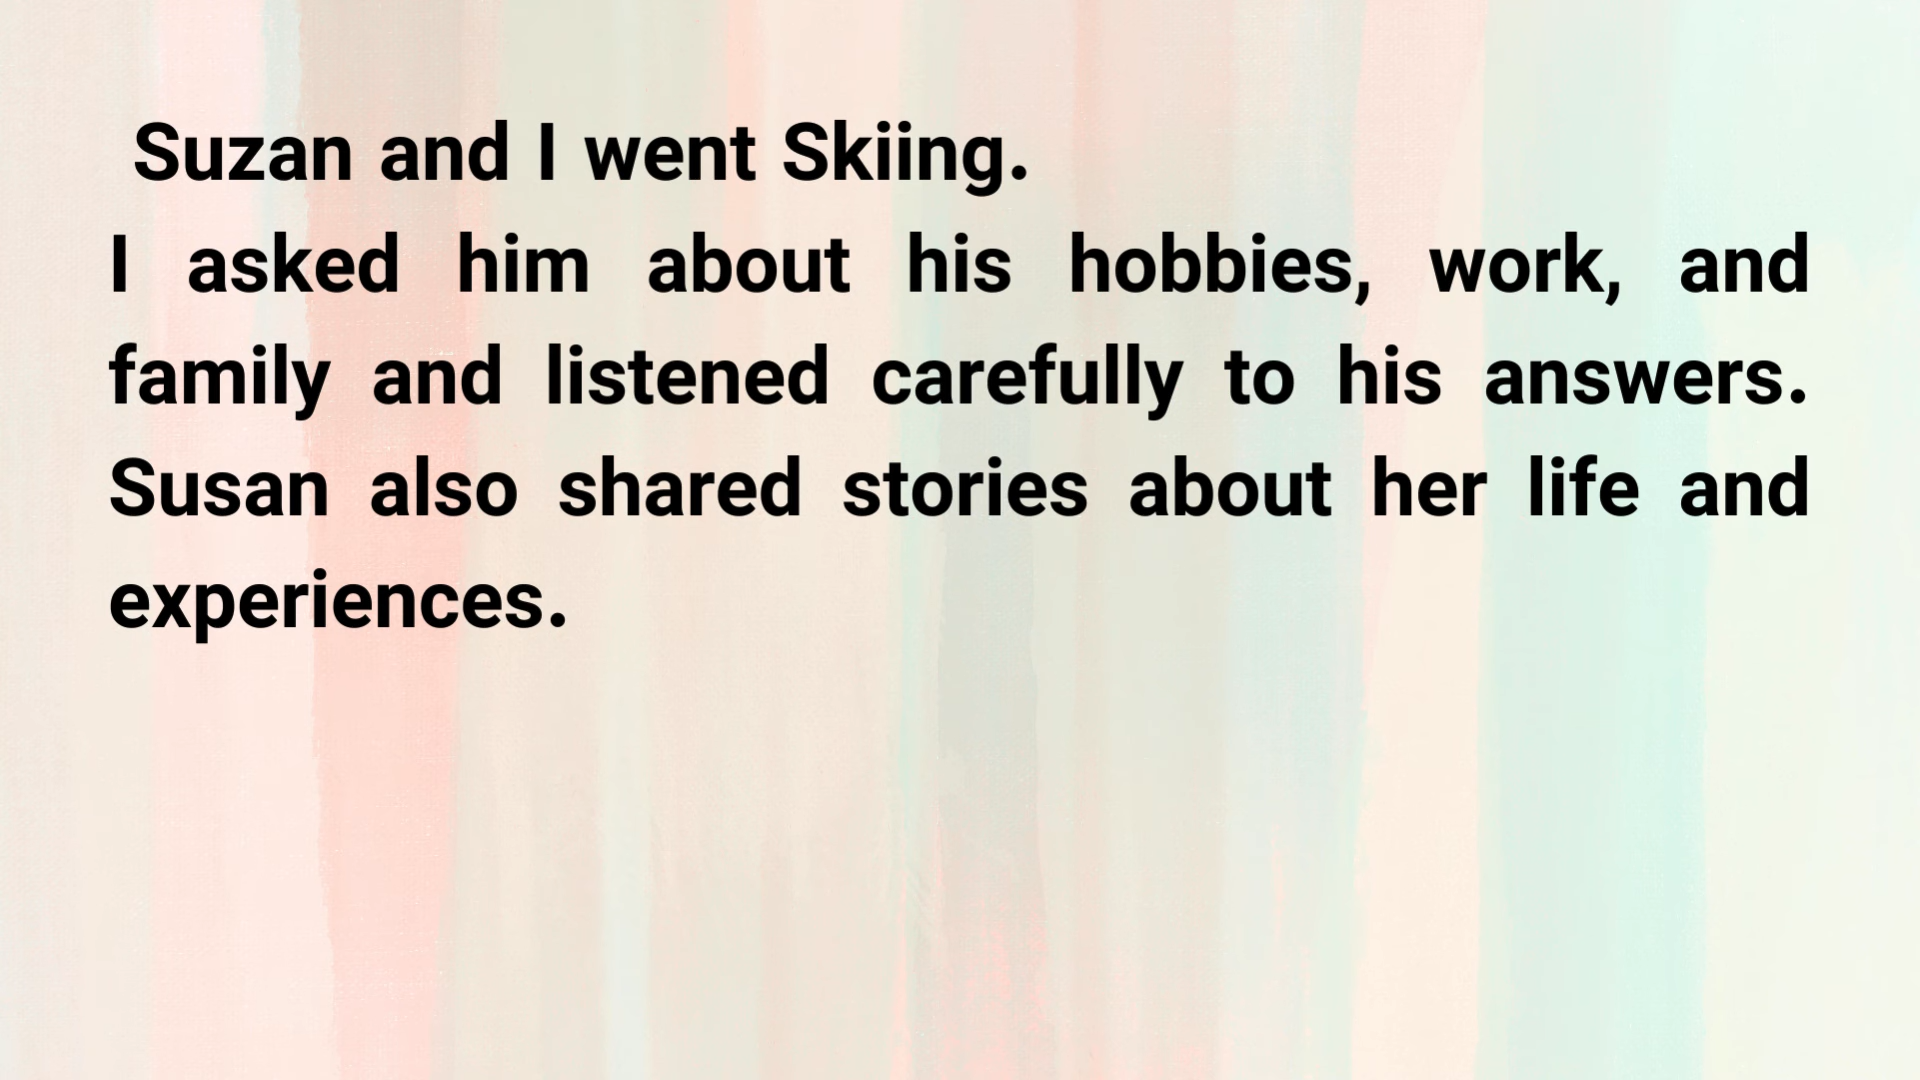 Suzan and I went Skiing.
I asked him about his hobbies, work, and
family and listened carefully to his answers.
Susan also shared stories about her life and
experiences.